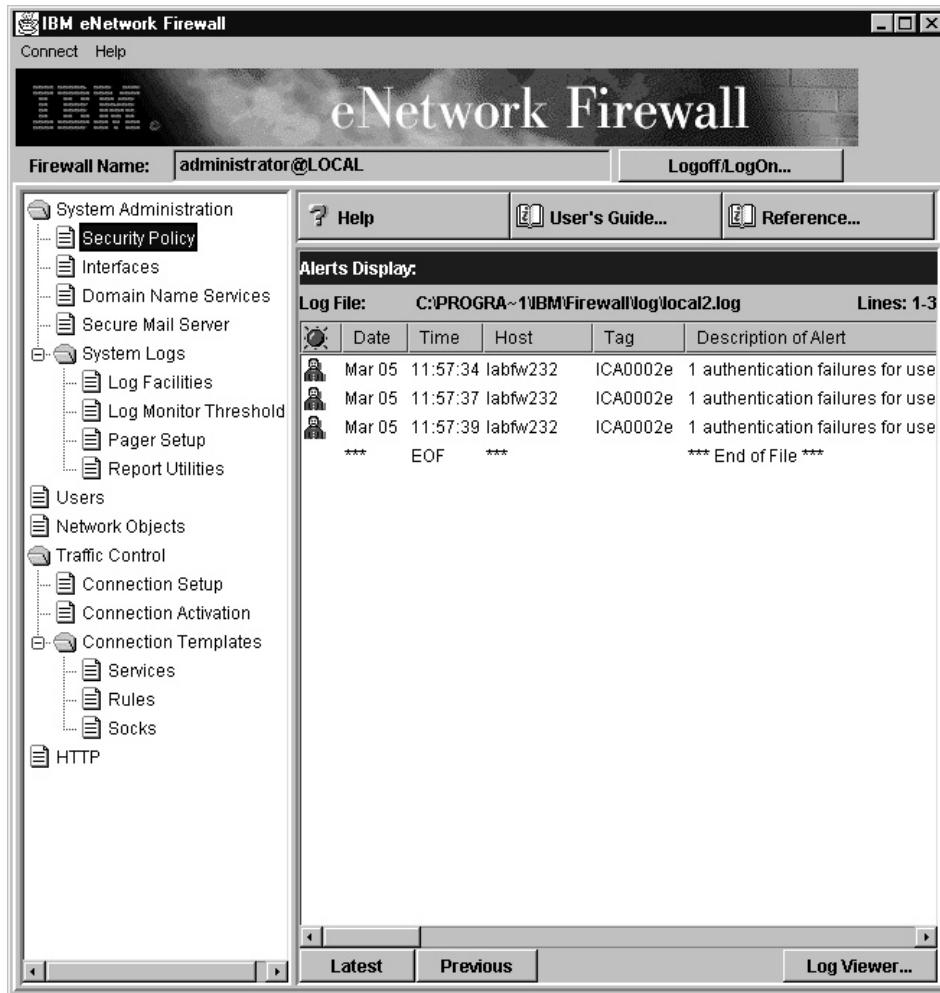 IBM eNetwork Firewall
Connect Help
IBM eNetwork Firewall
Firewall Name: administrator@LOCAL Logoff/LogOn...
System Administration
Security Policy
Interfaces
Domain Name Services
Secure Mail Server
System Logs
Log Facilities
Log Monitor Threshold
Pager Setup
Report Utilities
Users
Network Objects
Traffic Control
Connection Setup
Connection Activation
Connection Templates
Services
Rules
Socks
HTTP
Help User's Guide... Reference...
Alerts Display:
Log File: C:\PROGRA~1\IBM\Firewall\log\local2.log Lines: 1-3
Date Time Host Tag Description of Alert
Mar 05 11:57:34 labfw232 ICA0002e 1 authentication failures for use
Mar 05 11:57:37 labfw232 ICA0002e 1 authentication failures for use
Mar 05 11:57:39 labfw232 ICA0002e 1 authentication failures for use
*** EOF *** *** End of File ***
Latest Previous Log Viewer...